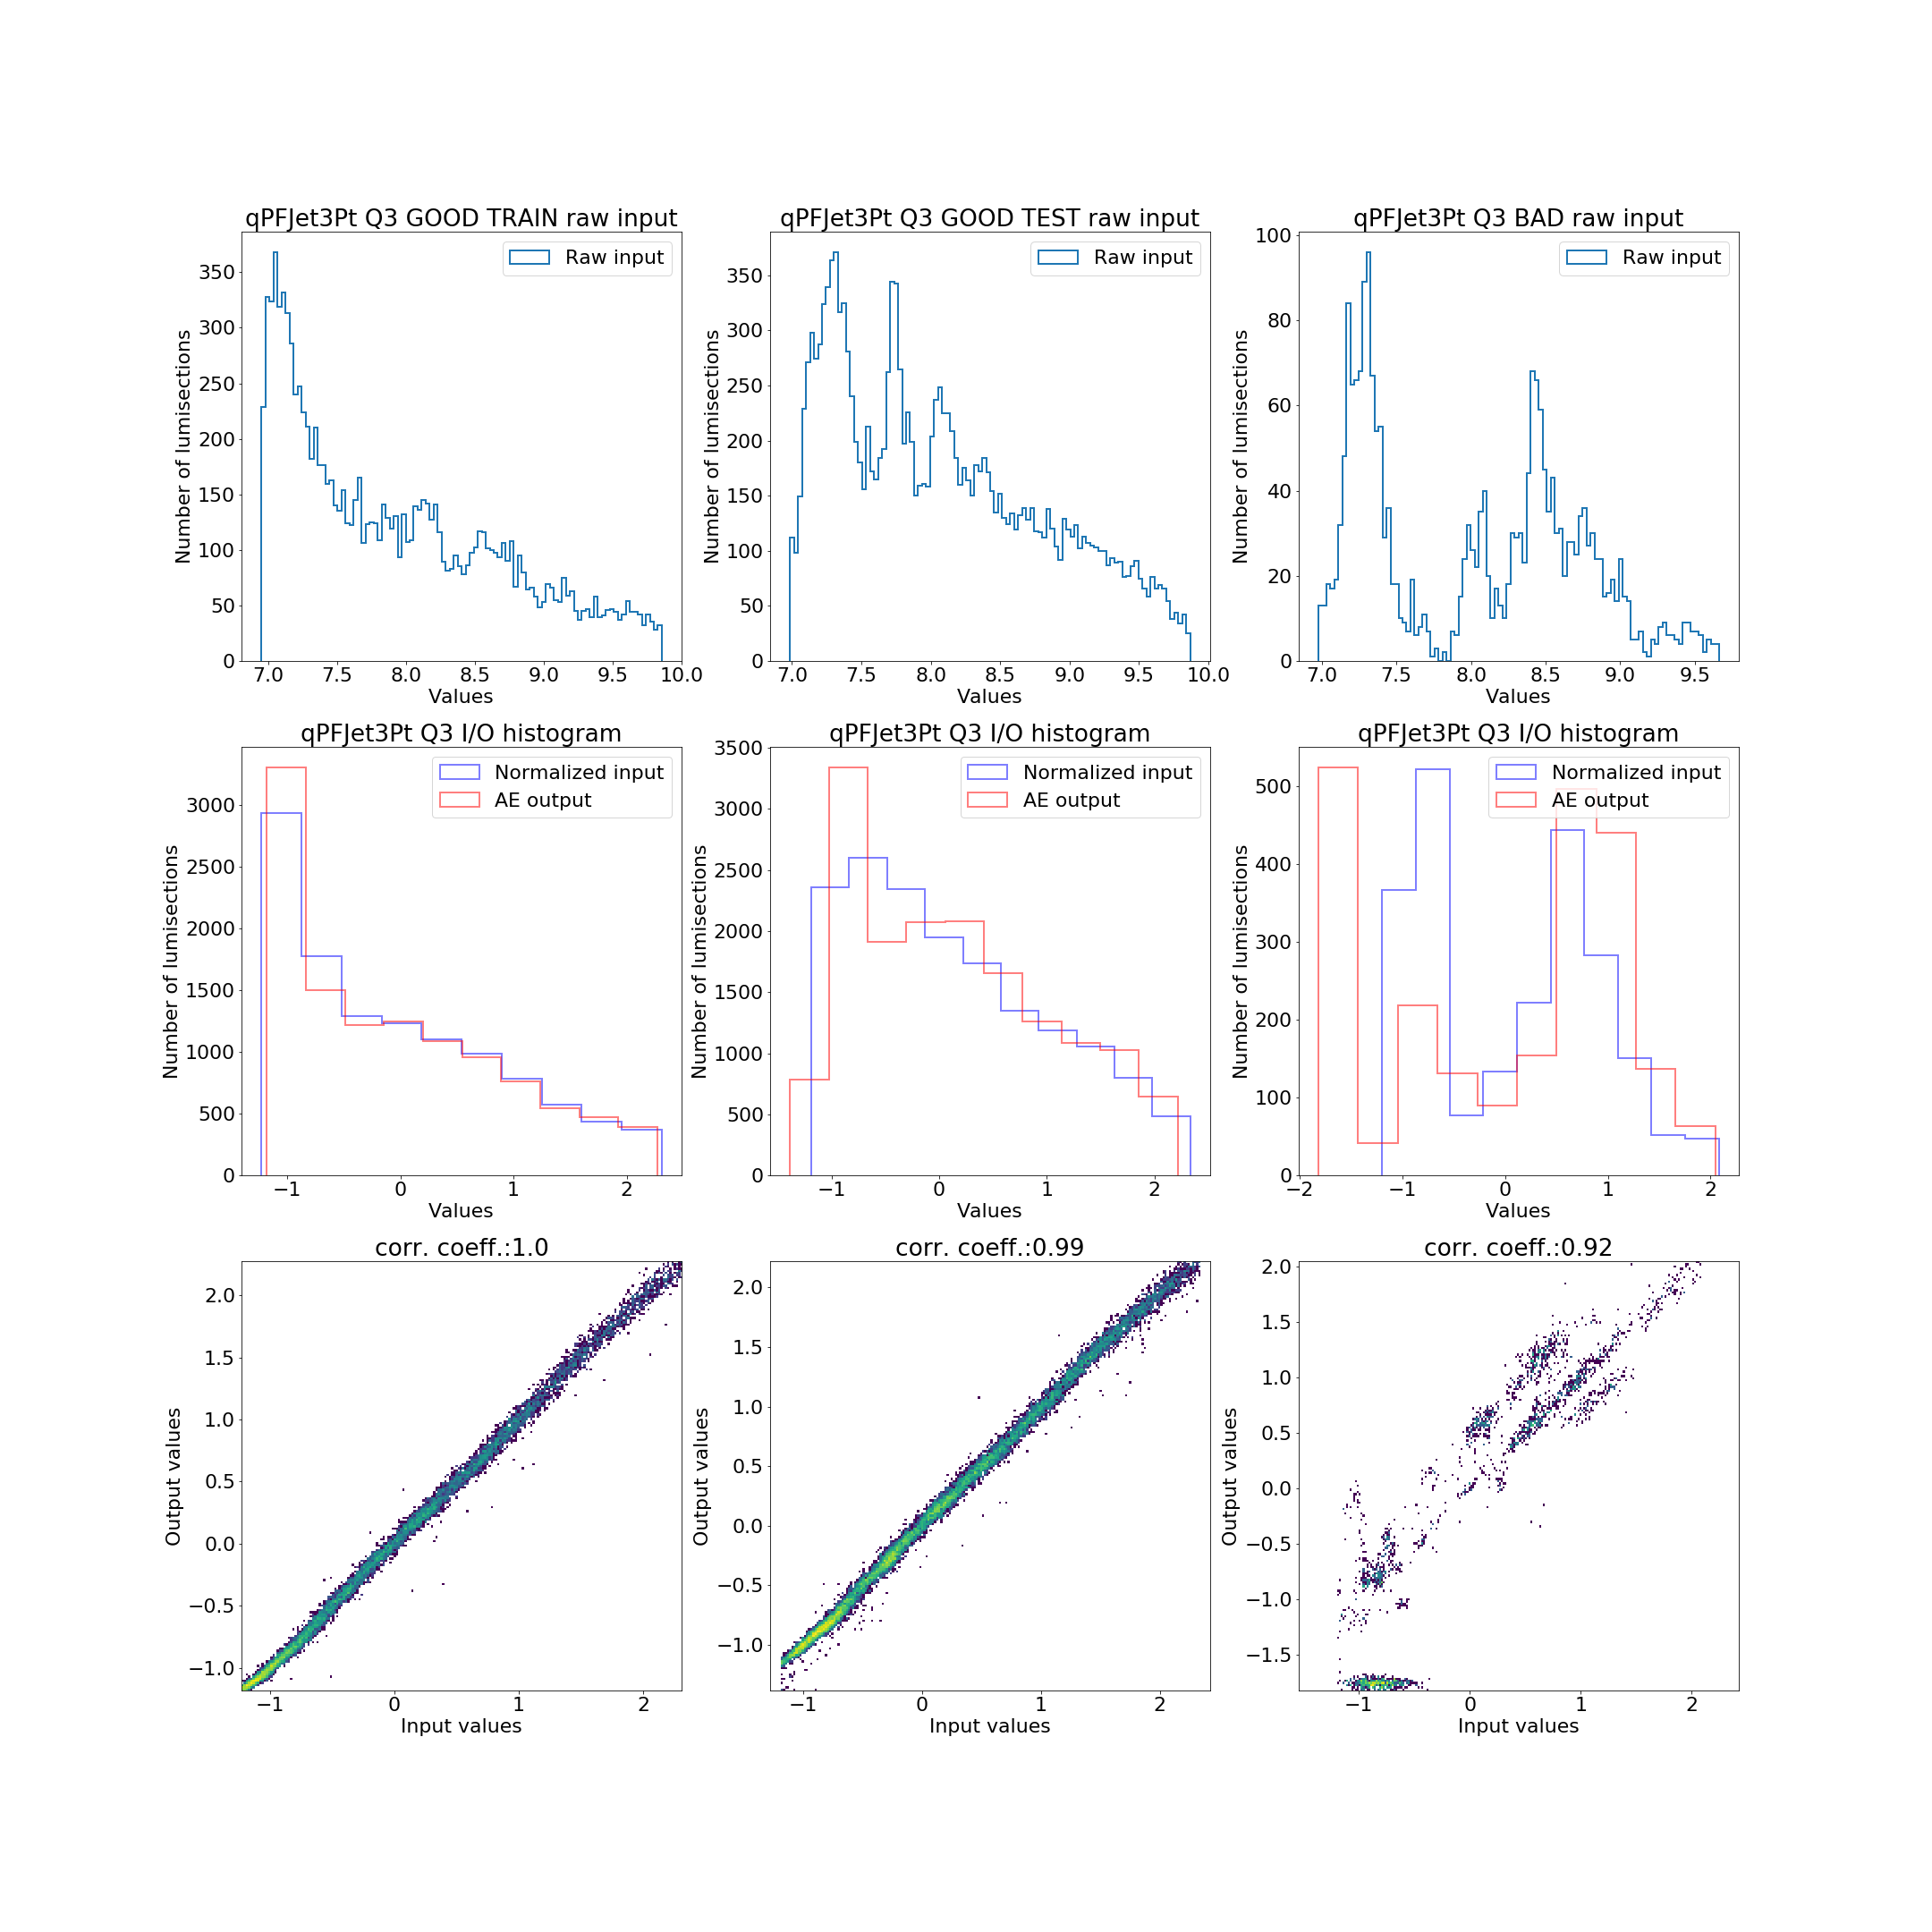 qPFJet3Pt Q3 GOOD TRAIN raw input
Raw input
Number of lumisections
0
50
100
150
200
250
300
350
7.0 7.5 8.0 8.5 9.0 9.5 10.0
Values
qPFJet3Pt Q3 GOOD TEST raw input
Raw input
Number of lumisections
0
50
100
150
200
250
300
350
7.0 7.5 8.0 8.5 9.0 9.5 10.0
Values
qPFJet3Pt Q3 BAD raw input
Raw input
Number of lumisections
0
20
40
60
80
100
7.0 7.5 8.0 8.5 9.0 9.5
Values
qPFJet3Pt Q3 I/O histogram
Normalized input
AE output
Number of lumisections
0
500
1000
1500
2000
2500
3000
−1 0 1 2
Values
qPFJet3Pt Q3 I/O histogram
Normalized input
AE output
Number of lumisections
0
500
1000
1500
2000
2500
3000
3500
−1 0 1 2
Values
qPFJet3Pt Q3 I/O histogram
Normalized input
AE output
Number of lumisections
0
100
200
300
400
500
−2 −1 0 1 2
Values
corr. coeff.:1.0
Output values
−1.0
−0.5
0.0
0.5
1.0
1.5
2.0
−1 0 1 2
Input values
corr. coeff.:0.99
Output values
−1.0
−0.5
0.0
0.5
1.0
1.5
2.0
−1 0 1 2
Input values
corr. coeff.:0.92
Output values
−1.5
−1.0
−0.5
0.0
0.5
1.0
1.5
2.0
−1 0 1 2
Input values